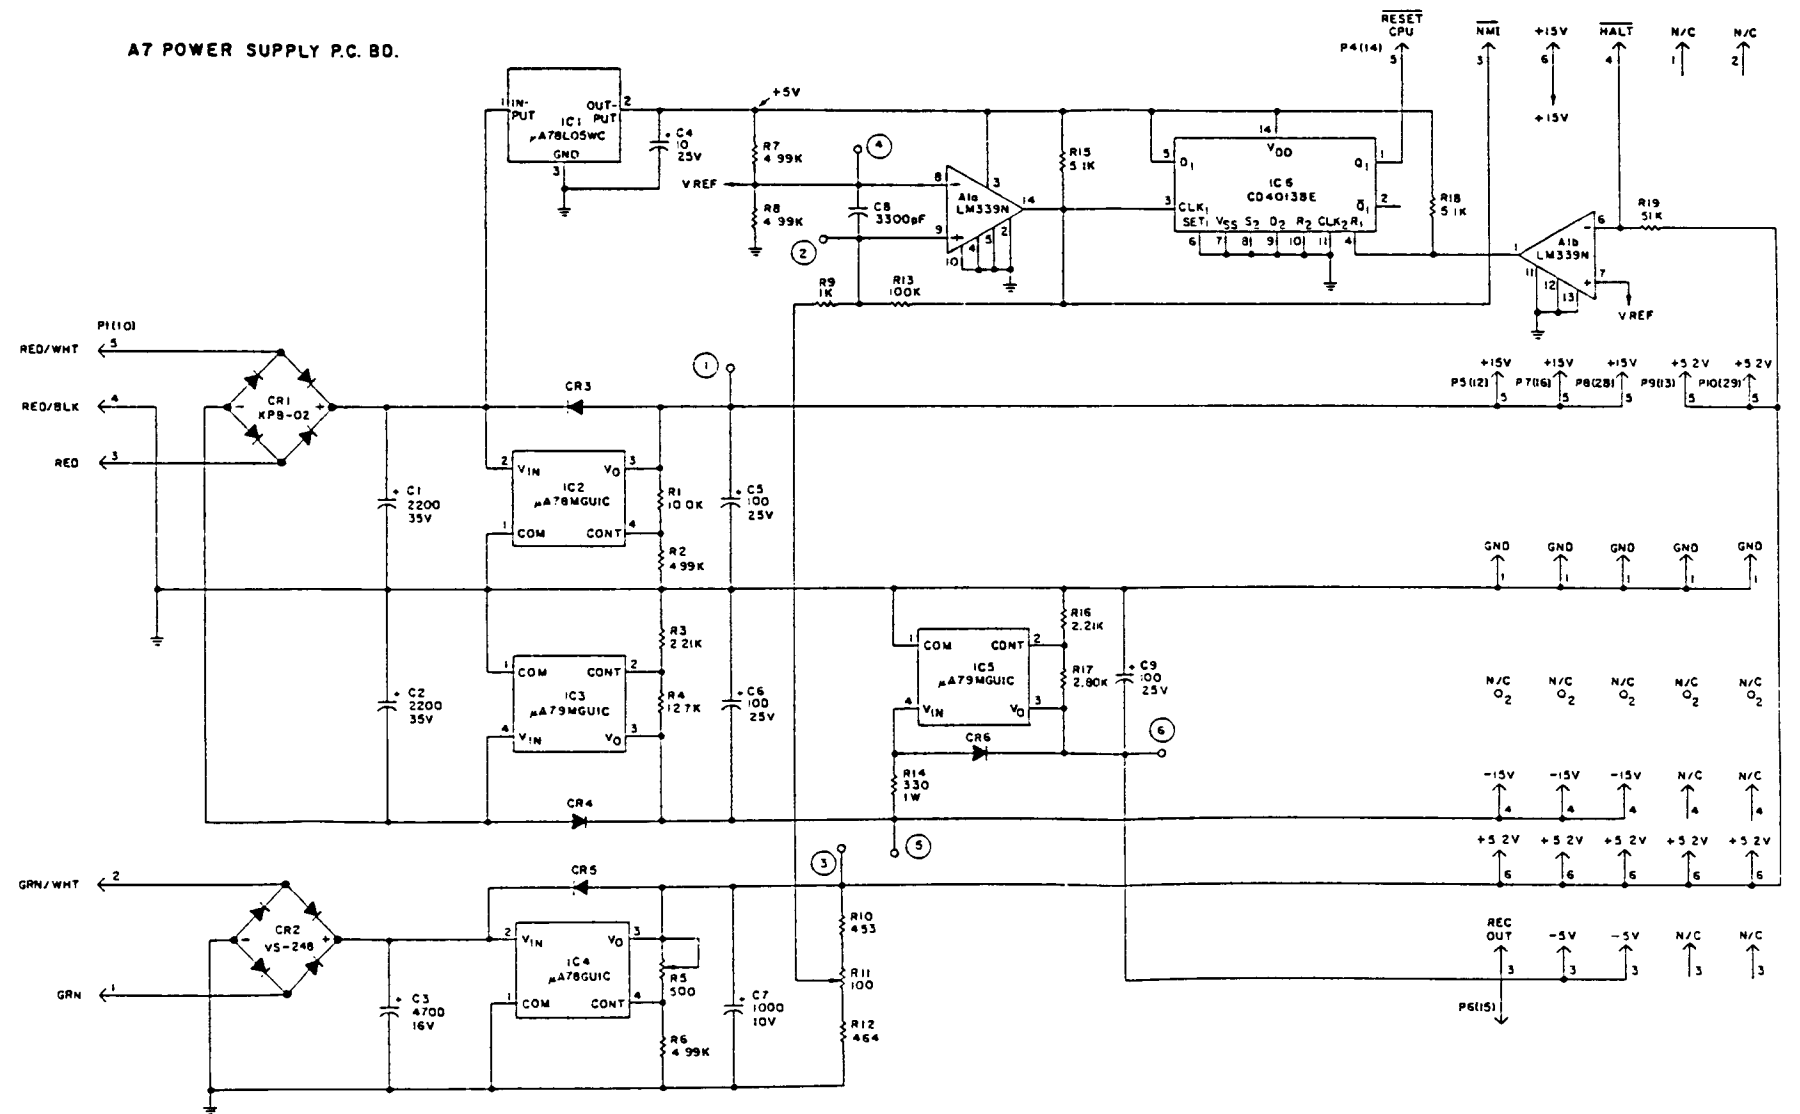 A7 POWER SUPPLY P.C. BD.
RESET
CPU
P4(14)
5
NMI
3
+15V
6
+15V
HALT
4
N/C
1
N/C
2
1
IN-
PUT
OUT-
PUT
2
IC1
µA78L05WC
GND
3
+
C4
10
25V
+5V
R7
4.99K
VREF
R8
4.99K
4
C8
3300pF
2
8
-
A1a
LM339N
3
14
9
+
10
4
5
2
R9
1K
R13
100K
R15
5.1K
5
D1
14
VDD
Q1
1
IC6
CD4013BE
3
CLK1
Q1
2
SET1
VSS
S2
D2
R2
CLK2
R1
6
7
8
9
10
11
4
R18
5.1K
1
A1b
LM339N
6
-
7
+
11
12
13
VREF
R19
51K
P1(10)
RED/WHT
5
RED/BLK
4
RED
3
-
CR1
KPB-02
+
+
C1
2200
35V
+
C2
2200
35V
CR3
2
VIN
VO
3
IC2
µA78MGU1C
1
COM
CONT
4
R1
10.0K
R2
4.99K
1
+
C5
100
25V
R3
2.21K
1
COM
CONT
2
IC3
µA79MGU1C
4
VIN
VO
3
R4
12.7K
+
C6
100
25V
CR4
1
COM
CONT
2
IC5
µA79MGU1C
4
VIN
VO
3
R16
2.21K
R17
2.80K
+
C9
100
25V
CR6
6
R14
330
1W
5
P5(12)
+15V
5
P7(16)
+15V
5
P8(28)
+15V
5
P9(13)
+5.2V
5
P10(29)
+5.2V
5
GND
1
GND
1
GND
1
GND
1
GND
1
N/C
2
N/C
2
N/C
2
N/C
2
N/C
2
-15V
4
-15V
4
-15V
4
N/C
4
N/C
4
+5.2V
6
+5.2V
6
+5.2V
6
+5.2V
6
+5.2V
6
REC
OUT
3
-5V
3
-5V
3
N/C
3
N/C
3
P6(15)
GRN/WHT
2
GRN
1
-
CR2
VS-248
+
+
C3
4700
16V
CR5
2
VIN
VO
3
IC4
µA78GU1C
1
COM
CONT
4
R5
500
R6
4.99K
+
C7
1000
10V
3
R10
453
R11
100
R12
464